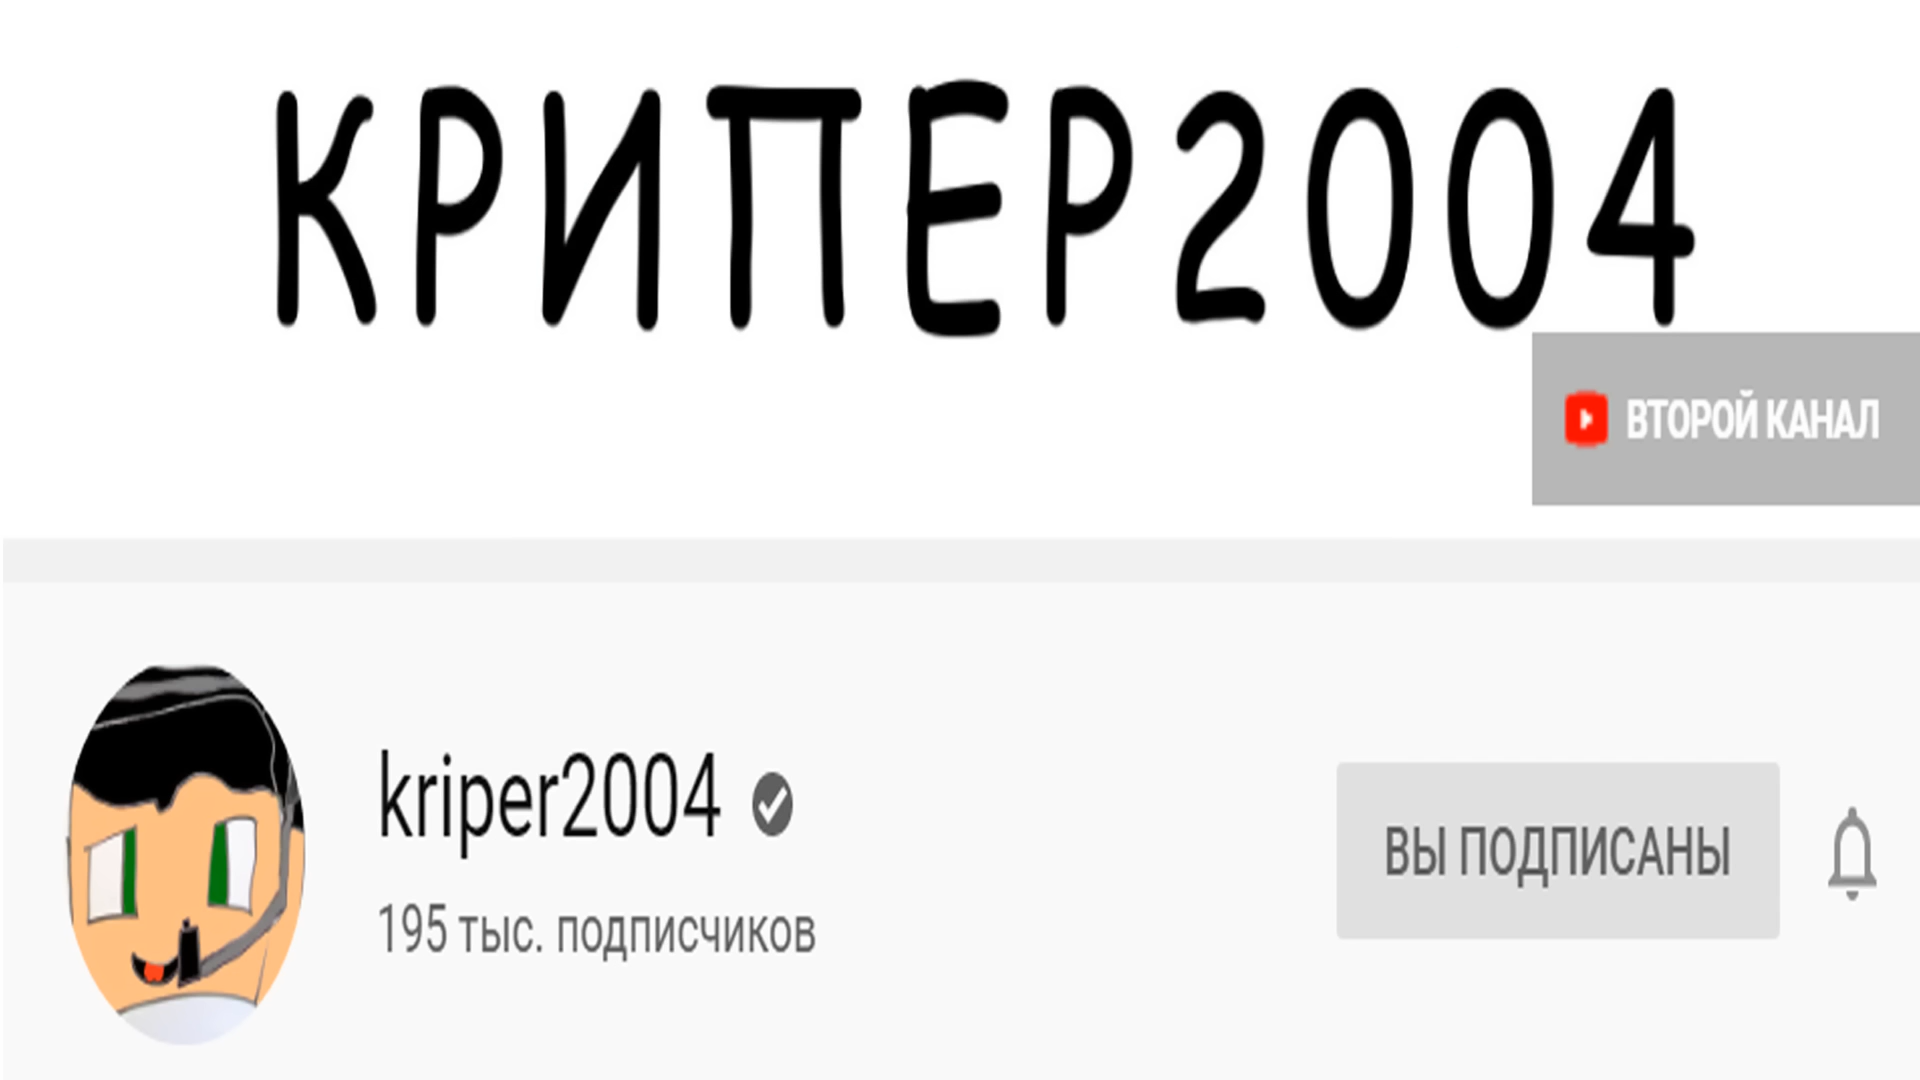 КРИПЕР2004
ВТОРОЙ КАНАЛ
kriper2004
195 тыс. подписчиков
ВЫ ПОДПИСАНЫ